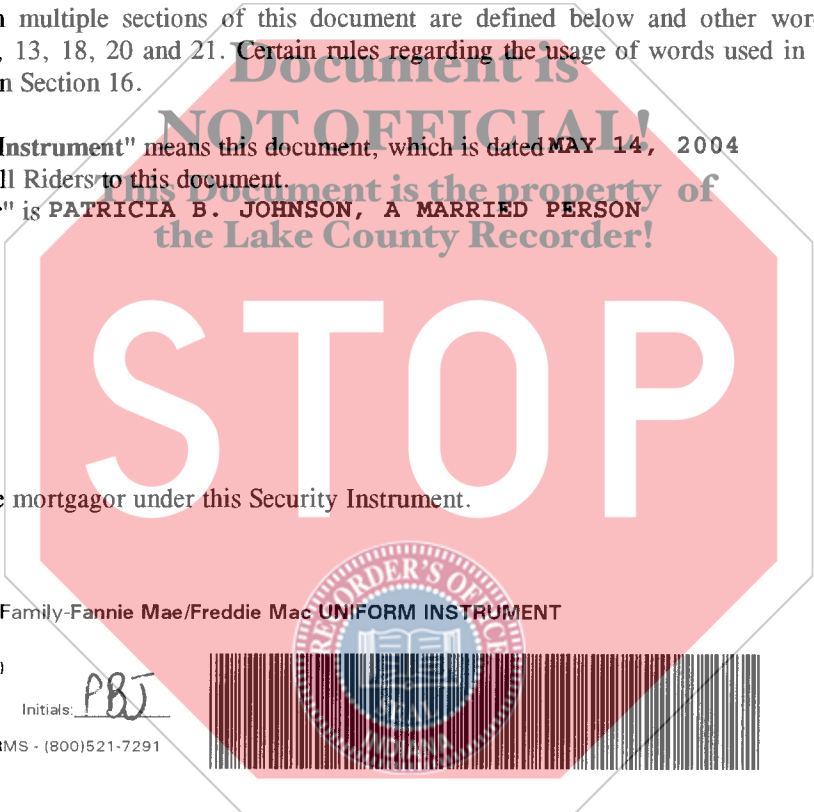 n multiple sections of this document are defined below and other wor
, 13, 18, 20 and 21. Certain rules regarding the usage of words used in
n Section 16.
Document is
NOT OFFICIAL!
Instrument" means this document, which is dated MAY 14, 2004
ll Riders to this document.
This Document is the property of
" is PATRICIA B. JOHNSON, A MARRIED PERSON
the Lake County Recorder!
STOP
e mortgagor under this Security Instrument.
RECORDER'S OFFICE
Family-Fannie Mae/Freddie Mac UNIFORM INSTRUMENT
)
Initials: PBJ
SEAL
RMS - (800)521-7291
INDIANA